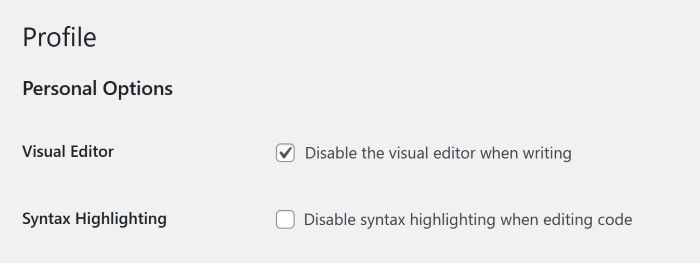 Profile
Personal Options
Visual Editor Disable the visual editor when writing
Syntax Highlighting Disable syntax highlighting when editing code